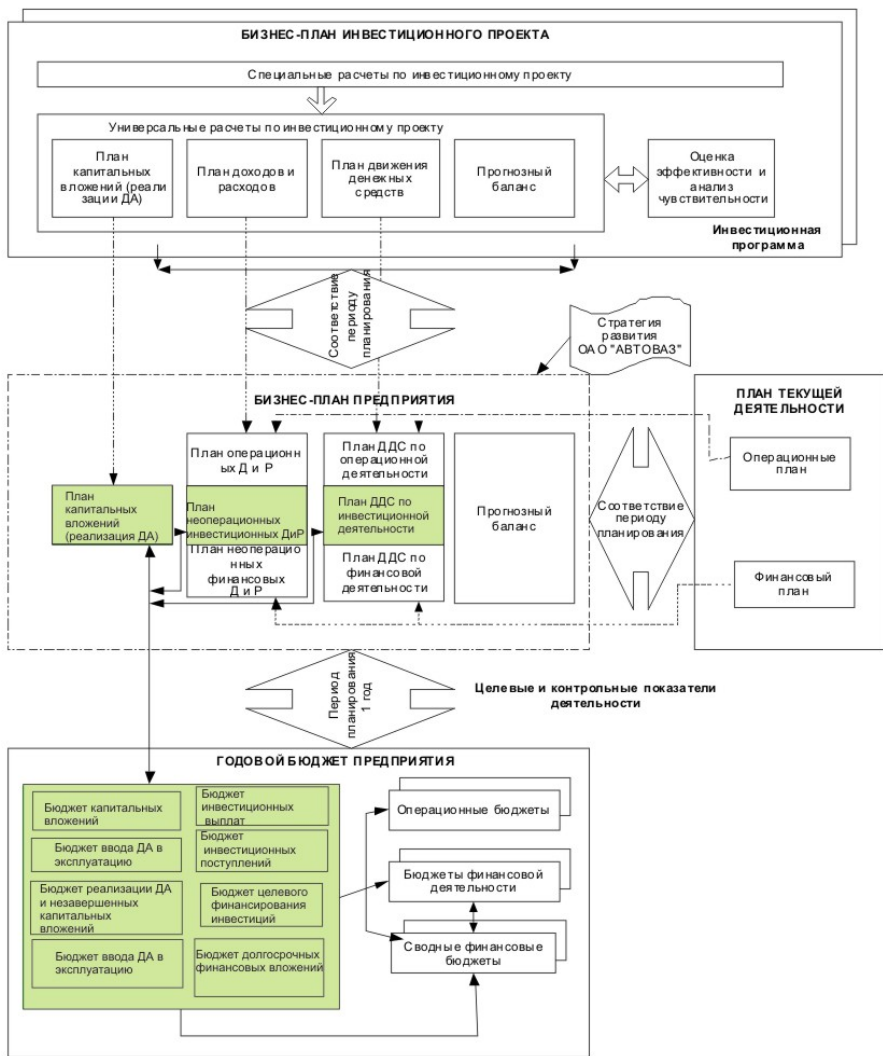 БИЗНЕС-ПЛАН ИНВЕСТИЦИОННОГО ПРОЕКТА
Специальные расчеты по инвестиционному проекту
Универсальные расчеты по инвестиционному проекту
План
капитальных
вложений (реали
зации ДА)
План доходов и
расходов
План движения
денежных
средств
Прогнозный
баланс
Оценка
эффективности и
анализ
чувствительности
Инвестиционная
программа
Соответствие
периоду
планирования
Стратегия
развития
ОАО "АВТОВАЗ"
БИЗНЕС-ПЛАН ПРЕДПРИЯТИЯ
План
капитальных
вложений
(реализация ДА)
План операционн
ых Д и Р
План
неоперационных
инвестиционных ДиР
План неоперацио
нных
финансовых
Д и Р
План ДДС по
операционной
деятельности
План ДДС по
инвестиционной
деятельности
План ДДС по
финансовой
деятельности
Прогнозный
баланс
Соответствие
периоду
планирования
ПЛАН ТЕКУЩЕЙ
ДЕЯТЕЛЬНОСТИ
Операционные
план
Финансовый
план
Период
планирования
1 год
Целевые и контрольные показатели
деятельности
ГОДОВОЙ БЮДЖЕТ ПРЕДПРИЯТИЯ
Бюджет капитальных
вложений
Бюджет ввода ДА в
эксплуатацию
Бюджет реализации ДА
и незавершенных
капитальных
вложений
Бюджет ввода ДА в
эксплуатацию
Бюджет
инвестиционных
выплат
Бюджет
инвестиционных
поступлений
Бюджет целевого
финансирования
инвестиций
Бюджет долгосрочных
финансовых вложений
Операционные бюджеты
Бюджеты финансовой
деятельности
Сводные финансовые
бюджеты